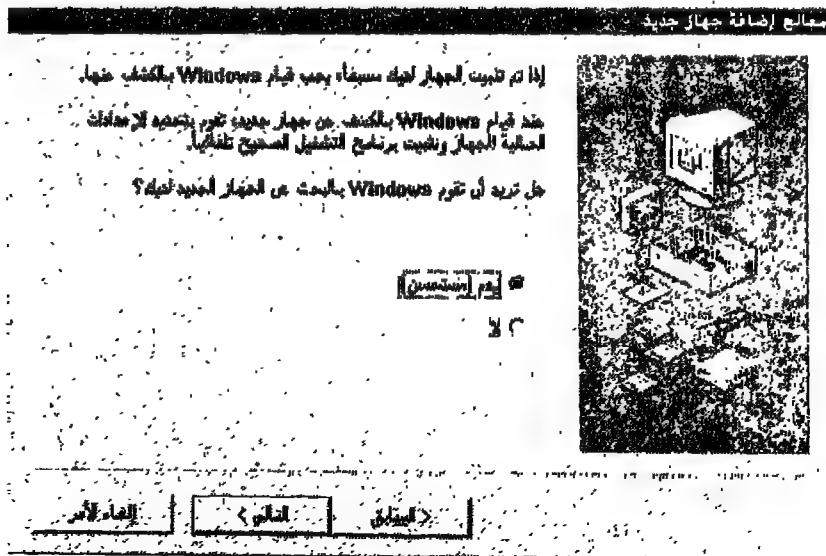 معالج إضافة جهاز جديد
إذا تم تثبيت الجهاز لديك مسبقاً، يجب قيام Windows بالكشف عنها.
عند قيام Windows بالكشف عن جهاز جديد، تقوم بتحديد الإعدادات
الحالية للجهاز وتثبيت برنامج التشغيل الصحيح تلقائياً.
هل تريد أن تقوم Windows بالبحث عن الجهاز الجديد لديك؟
نعم (مستحسن)
لا
< السابق
التالي >
إلغاء الأمر